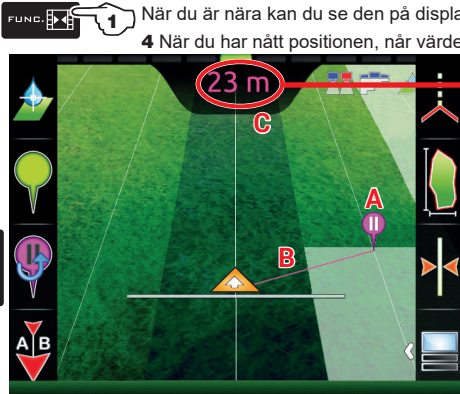 FUNC.
1
När du är nära kan du se den på displa
4 När du har nått positionen, når värde
23 m
C
A
B
A B